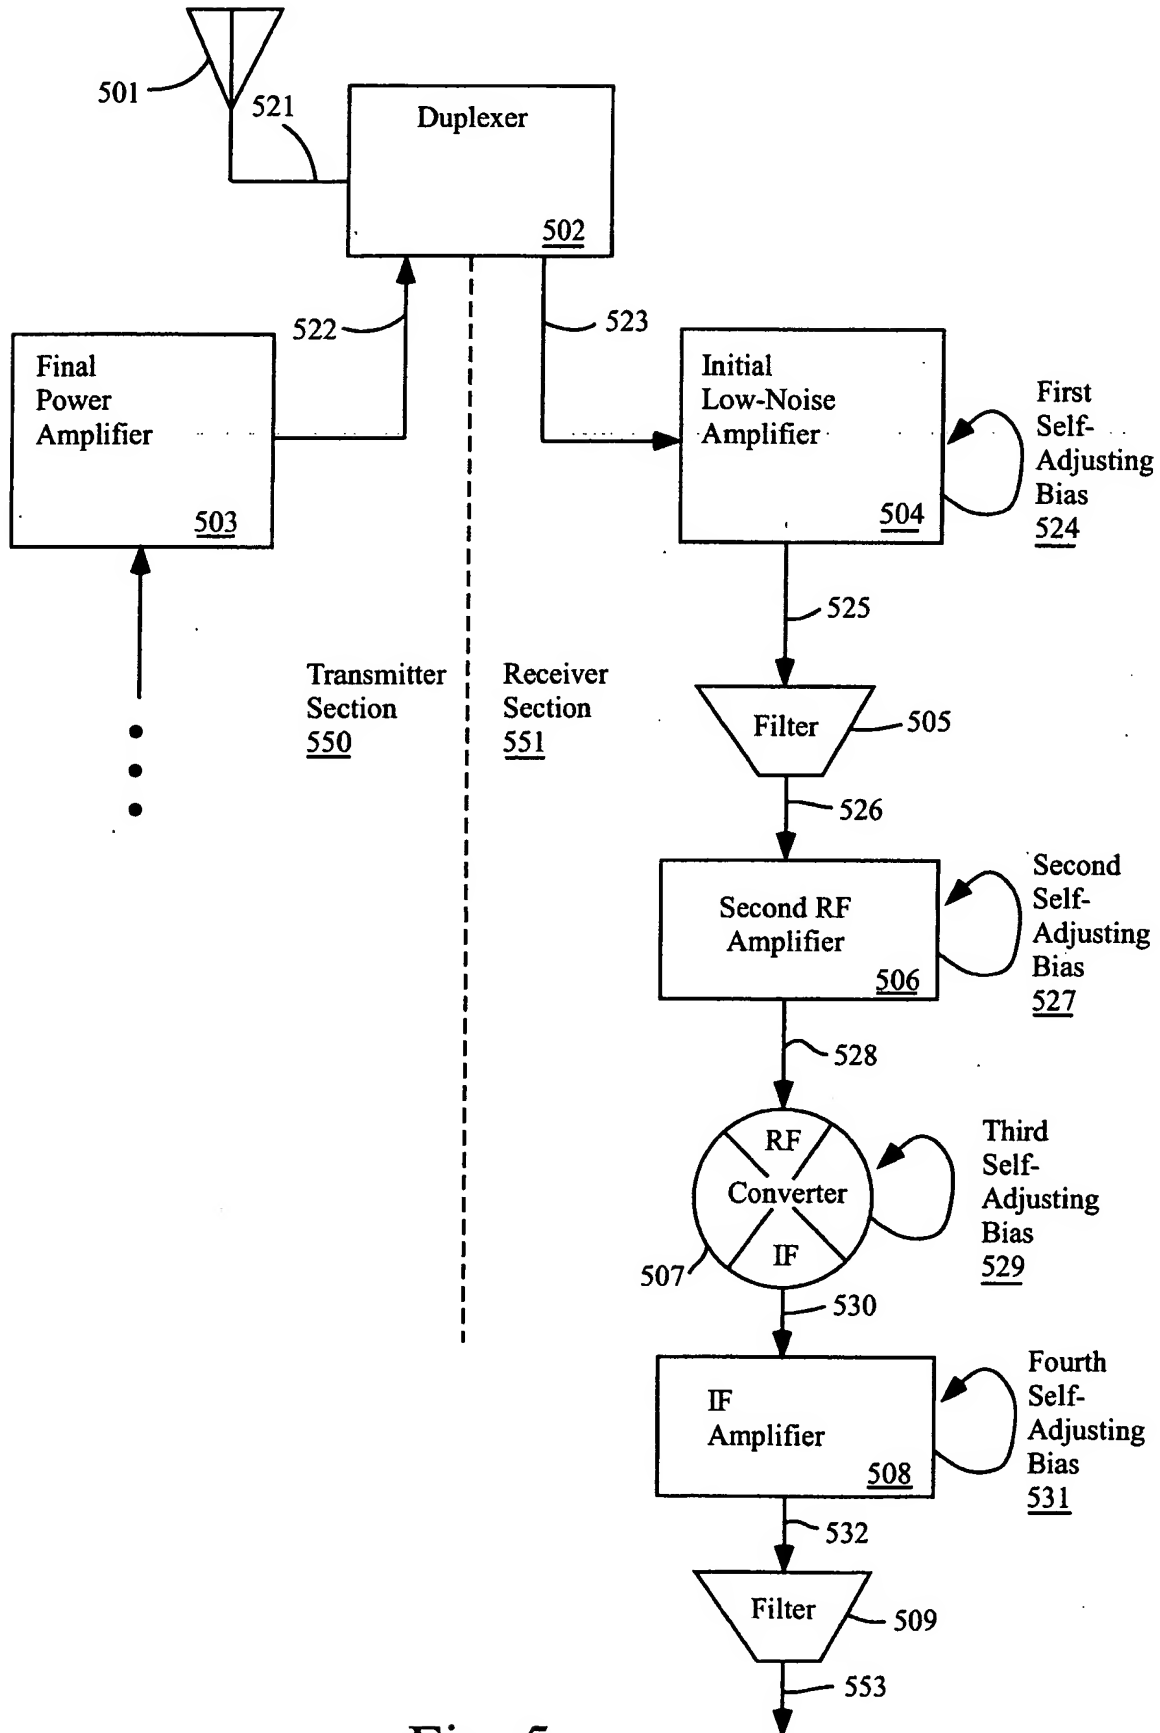 501
521
Duplexer
502
522
523
Final
Power
Amplifier
503
Initial
Low-Noise
Amplifier
504
First
Self-
Adjusting
Bias
524
525
Transmitter
Section
550
Receiver
Section
551
Filter
505
526
Second RF
Amplifier
506
Second
Self-
Adjusting
Bias
527
528
RF
Converter
IF
507
Third
Self-
Adjusting
Bias
529
530
IF
Amplifier
508
Fourth
Self-
Adjusting
Bias
531
532
Filter
509
553
Fig. 5